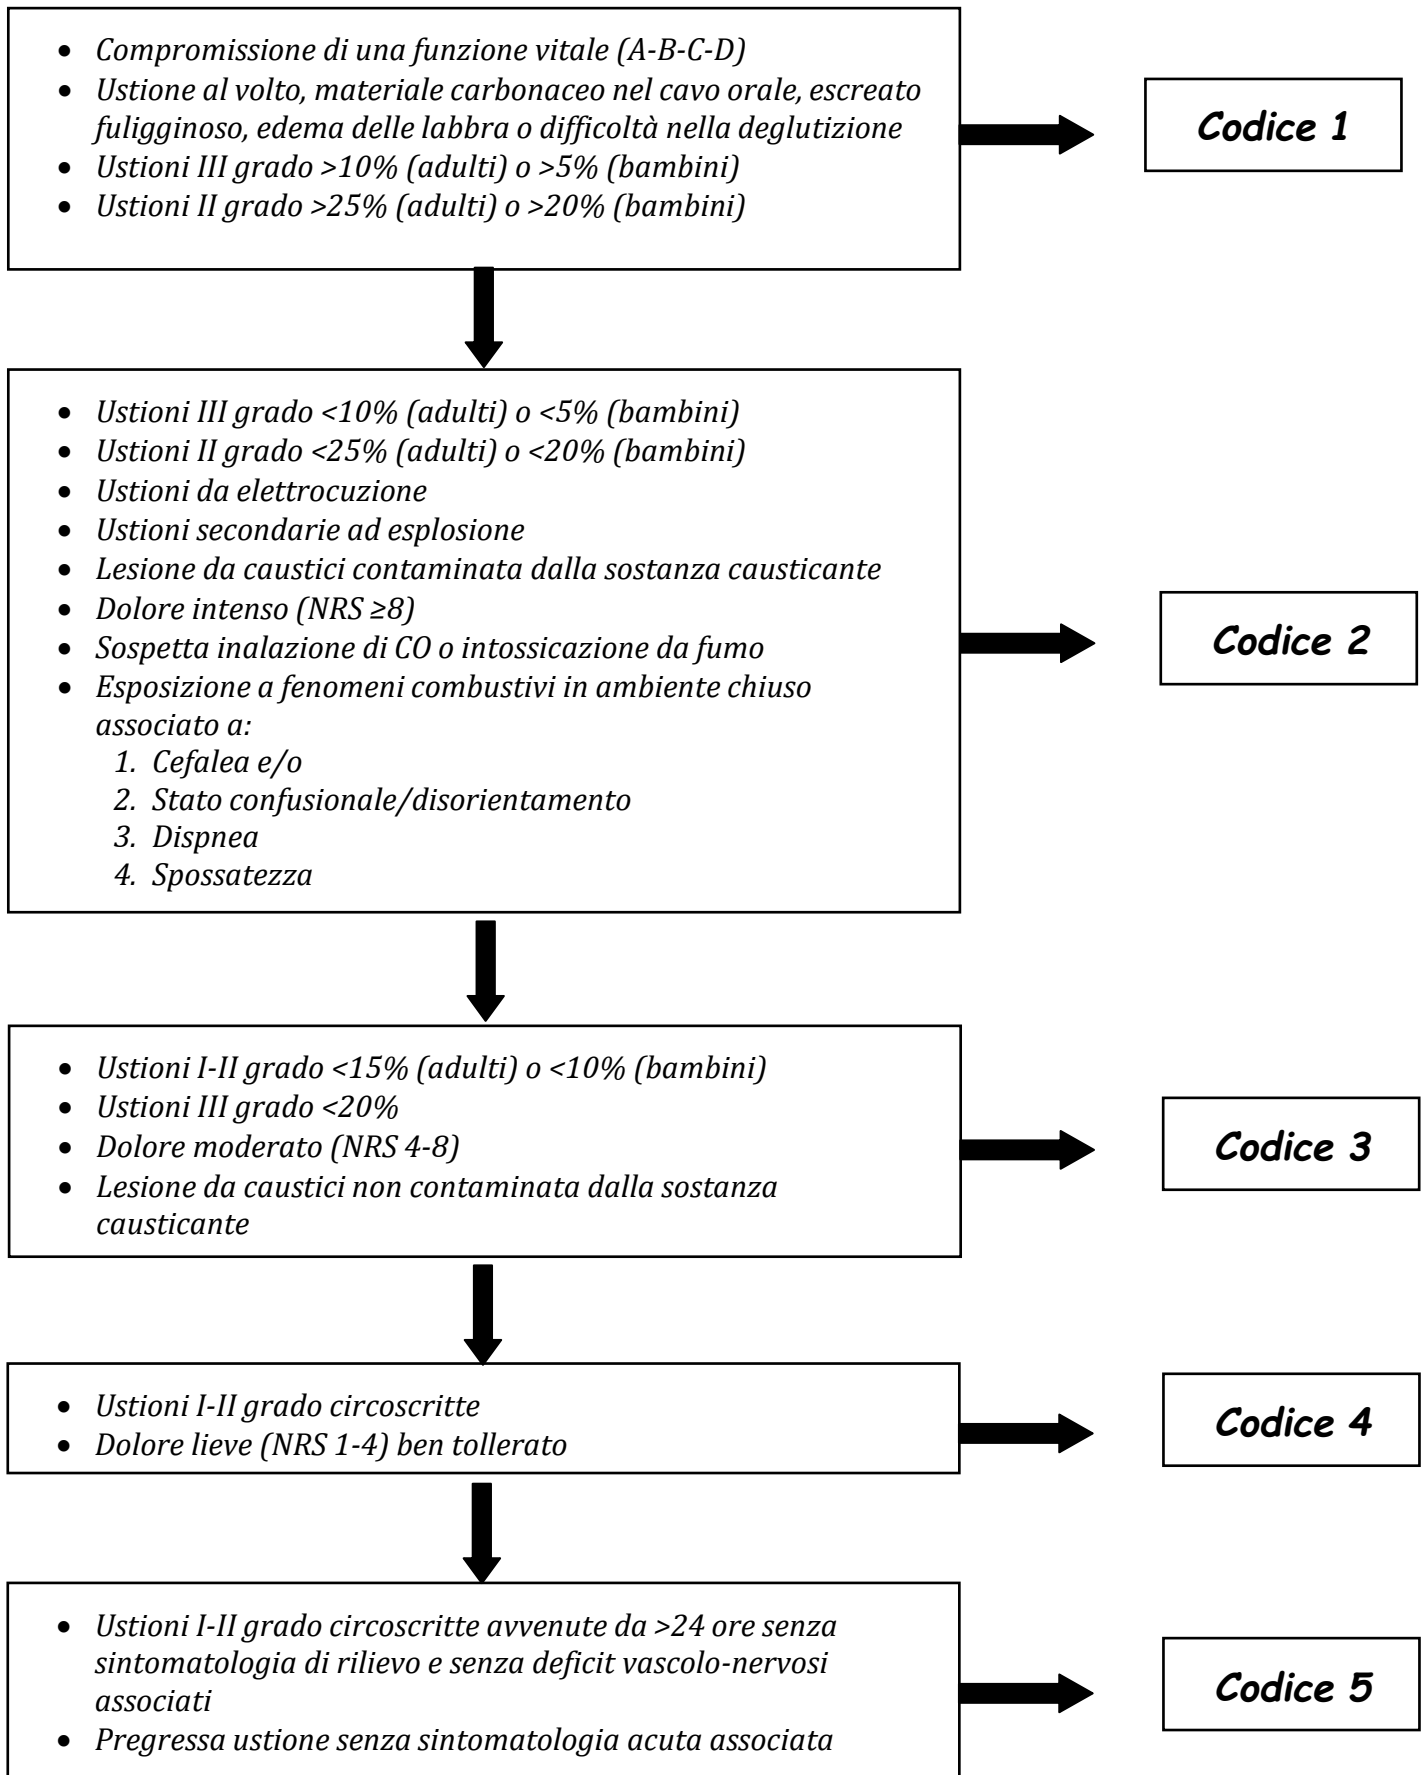 • Compromissione di una funzione vitale (A-B-C-D)
• Ustione al volto, materiale carbonaceo nel cavo orale, escreato
fuligginoso, edema delle labbra o difficoltà nella deglutizione
• Ustioni III grado >10% (adulti) o >5% (bambini)
• Ustioni II grado >25% (adulti) o >20% (bambini)
Codice 1
• Ustioni III grado <10% (adulti) o <5% (bambini)
• Ustioni II grado <25% (adulti) o <20% (bambini)
• Ustioni da elettrocuzione
• Ustioni secondarie ad esplosione
• Lesione da caustici contaminata dalla sostanza causticante
• Dolore intenso (NRS ≥8)
• Sospetta inalazione di CO o intossicazione da fumo
• Esposizione a fenomeni combustivi in ambiente chiuso
associato a:
1. Cefalea e/o
2. Stato confusionale/disorientamento
3. Dispnea
4. Spossatezza
Codice 2
• Ustioni I-II grado <15% (adulti) o <10% (bambini)
• Ustioni III grado <20%
• Dolore moderato (NRS 4-8)
• Lesione da caustici non contaminata dalla sostanza
causticante
Codice 3
• Ustioni I-II grado circoscritte
• Dolore lieve (NRS 1-4) ben tollerato
Codice 4
• Ustioni I-II grado circoscritte avvenute da >24 ore senza
sintomatologia di rilievo e senza deficit vascolo-nervosi
associati
• Pregressa ustione senza sintomatologia acuta associata
Codice 5